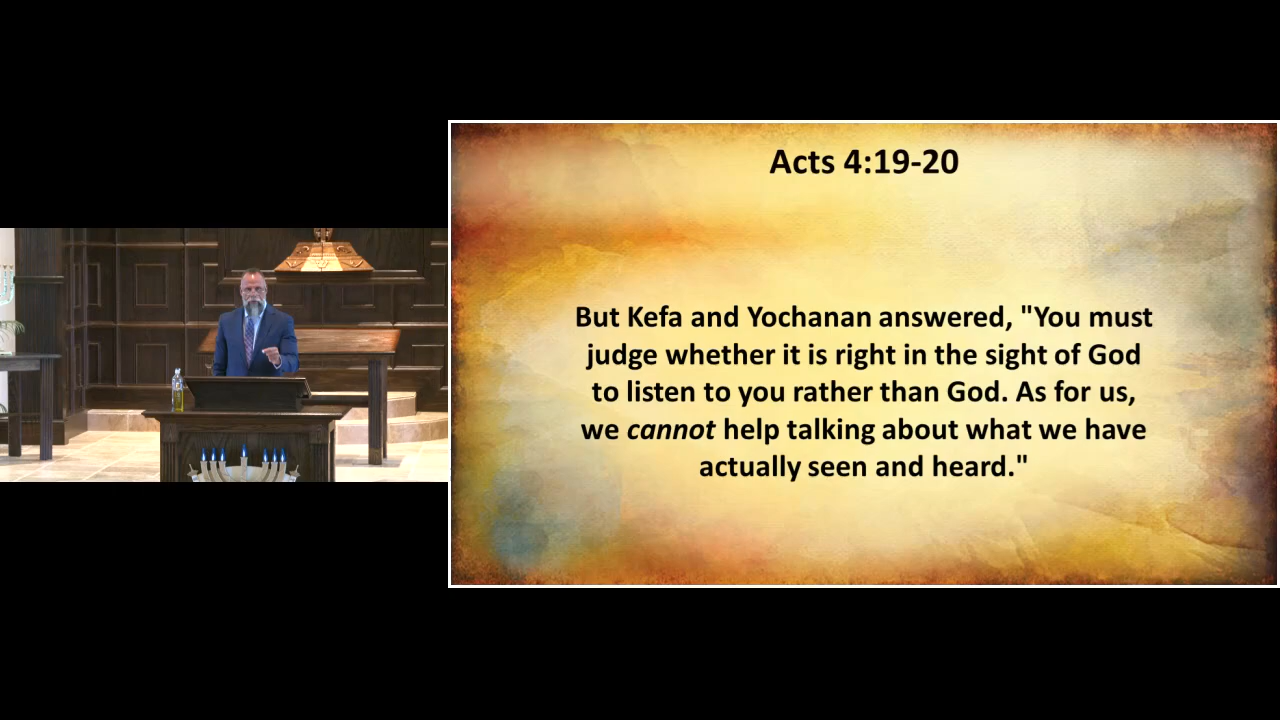 Acts 4:19-20
But Kefa and Yochanan answered, "You must
judge whether it is right in the sight of God
to listen to you rather than God. As for us,
we cannot help talking about what we have
actually seen and heard."